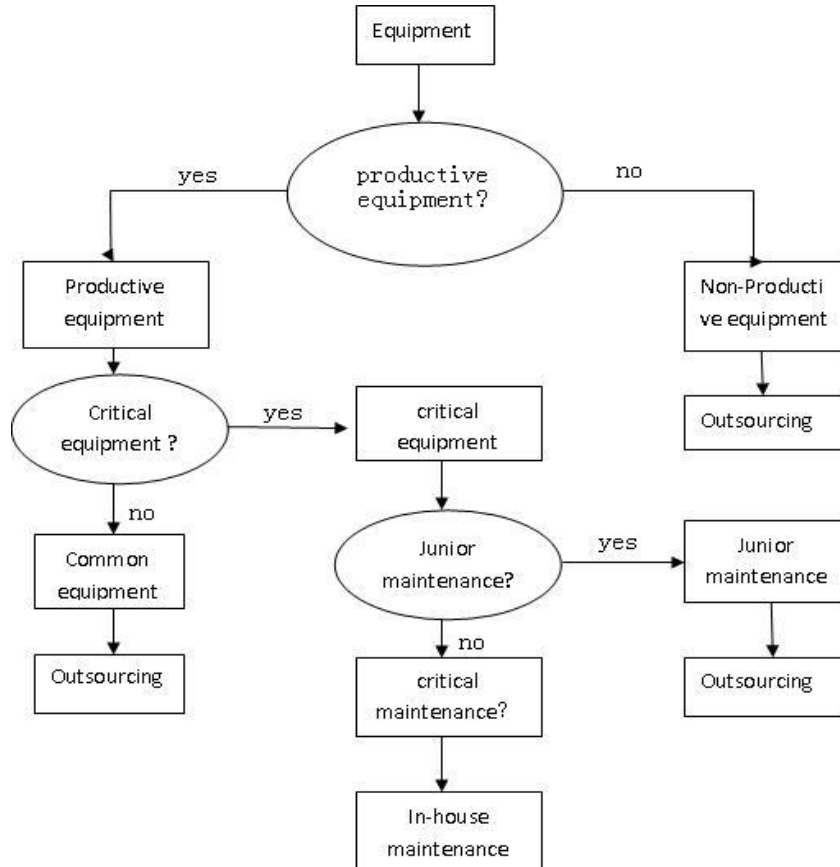 Equipment
productive
equipment?
yes
no
Productive
equipment
Non-Producti
ve equipment
Critical
equipment ?
yes
critical
equipment
Outsourcing
no
Common
equipment
Junior
maintenance?
yes
Junior
maintenance
no
Outsourcing
critical
maintenance?
Outsourcing
In-house
maintenance